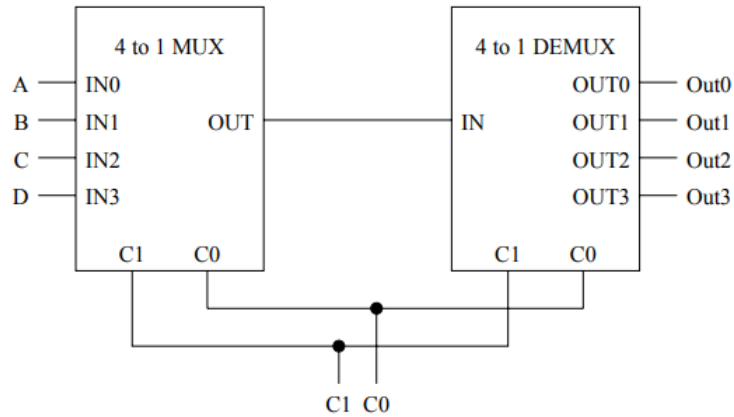 4 to 1 MUX
A IN0
B IN1 OUT
C IN2
D IN3
C1 C0
4 to 1 DEMUX
OUT0 Out0
IN OUT1 Out1
OUT2 Out2
OUT3 Out3
C1 C0
C1 C0